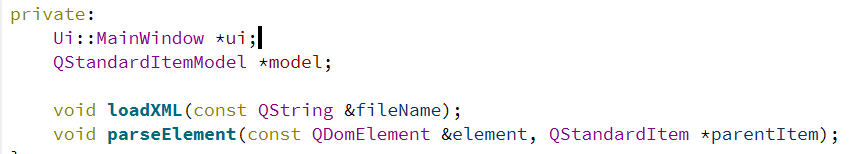 private:
    Ui::MainWindow *ui;
    QStandardItemModel *model;

    void loadXML(const QString &fileName);
    void parseElement(const QDomElement &element, QStandardItem *parentItem);